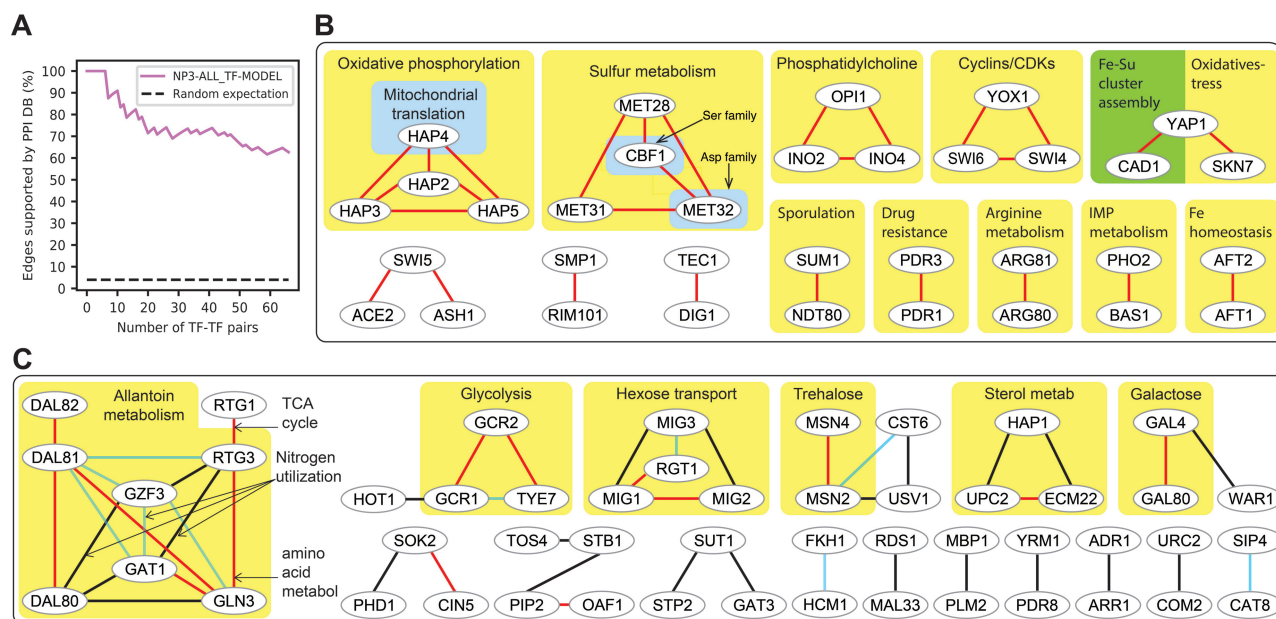 A
Edges supported by PPI DB (%)
100
90
80
70
60
50
40
30
20
10
0
NP3-ALL_TF-MODEL
Random expectation
0 10 20 30 40 50 60
Number of TF-TF pairs
B
Oxidative phosphorylation
Mitochondrial
translation
HAP4
HAP2
HAP3
HAP5
Sulfur metabolism
MET28
Ser family
CBF1
Asp family
MET31
MET32
Phosphatidylcholine
OPI1
INO2
INO4
Cyclins/CDKs
YOX1
SWI6
SWI4
Fe-Su
cluster
assembly
Oxidatives-
tress
YAP1
CAD1
SKN7
SWI5
ACE2
ASH1
SMP1
RIM101
TEC1
DIG1
Sporulation
SUM1
NDT80
Drug
resistance
PDR3
PDR1
Arginine
metabolism
ARG81
ARG80
IMP
metabolism
PHO2
BAS1
Fe
homeostasis
AFT2
AFT1
C
Allantoin
metabolism
DAL82
RTG1
TCA
cycle
DAL81
RTG3
Nitrogen
utilization
GZF3
GAT1
amino
acid
metabol
DAL80
GLN3
Glycolysis
GCR2
HOT1
GCR1
TYE7
Hexose transport
MIG3
RGT1
MIG1
MIG2
Trehalose
MSN4
CST6
MSN2
USV1
Sterol metab
HAP1
UPC2
ECM22
Galactose
GAL4
GAL80
WAR1
SOK2
PHD1
CIN5
TOS4
STB1
PIP2
OAF1
SUT1
STP2
GAT3
FKH1
HCM1
RDS1
MAL33
MBP1
PLM2
YRM1
PDR8
ADR1
ARR1
URC2
COM2
SIP4
CAT8